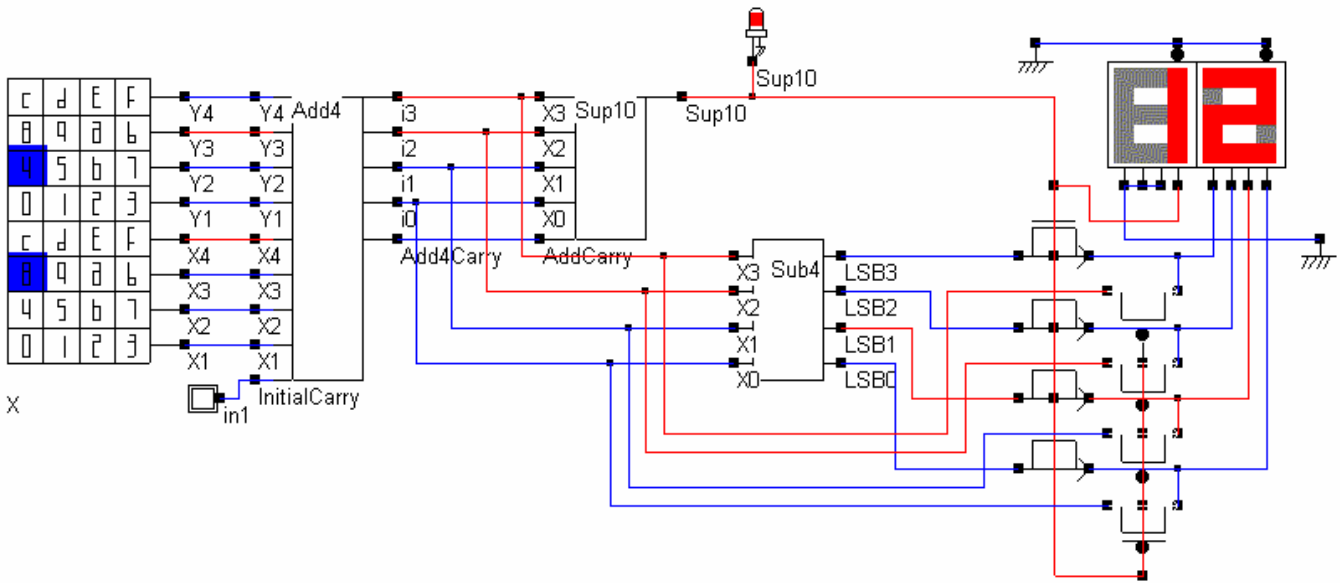 Sup10
c d E F Y4 Y4 Add4 i3 X3 Sup10 Sup10 12
8 9 a b Y3 Y3 i2 X2
4 5 b 7 Y2 Y2 i1 X1
0 1 2 3 Y1 Y1 i0 X0
c d E F X4 X4 Add4Carry AddCarry
8 9 a b X3 X3 X3 Sub4 LSB3
4 5 b 7 X2 X2 X2 LSB2
0 1 2 3 X1 X1 X1 LSB1
X0 LSB0
X in1 InitialCarry